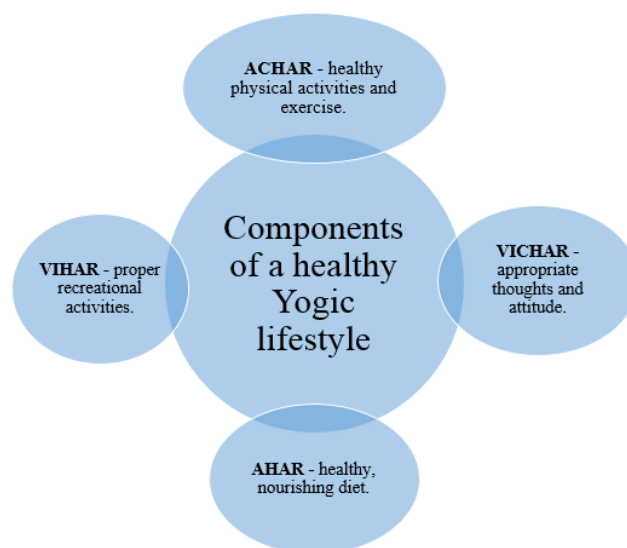 ACHAR - healthy
physical activities and
exercise.
Components
of a healthy
Yogic
lifestyle
VIHAR - proper
recreational
activities.
VICHAR -
appropriate
thoughts and
attitude.
AHAR - healthy,
nourishing diet.